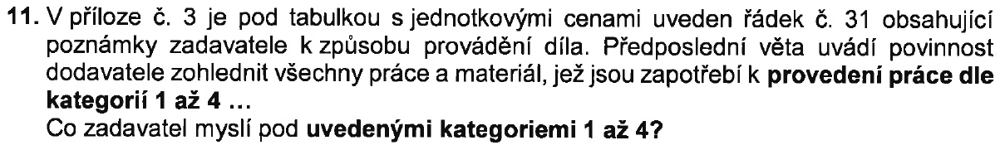 11. V příloze č. 3 je pod tabulkou s jednotkovými cenami uveden řádek č. 31 obsahující
poznámky zadavatele k způsobu provádění díla. Předposlední věta uvádí povinnost
dodavatele zohlednit všechny práce a materiál, jež jsou zapotřebí k provedení práce dle
kategorií 1 až 4 ...
Co zadavatel myslí pod uvedenými kategoriemi 1 až 4?